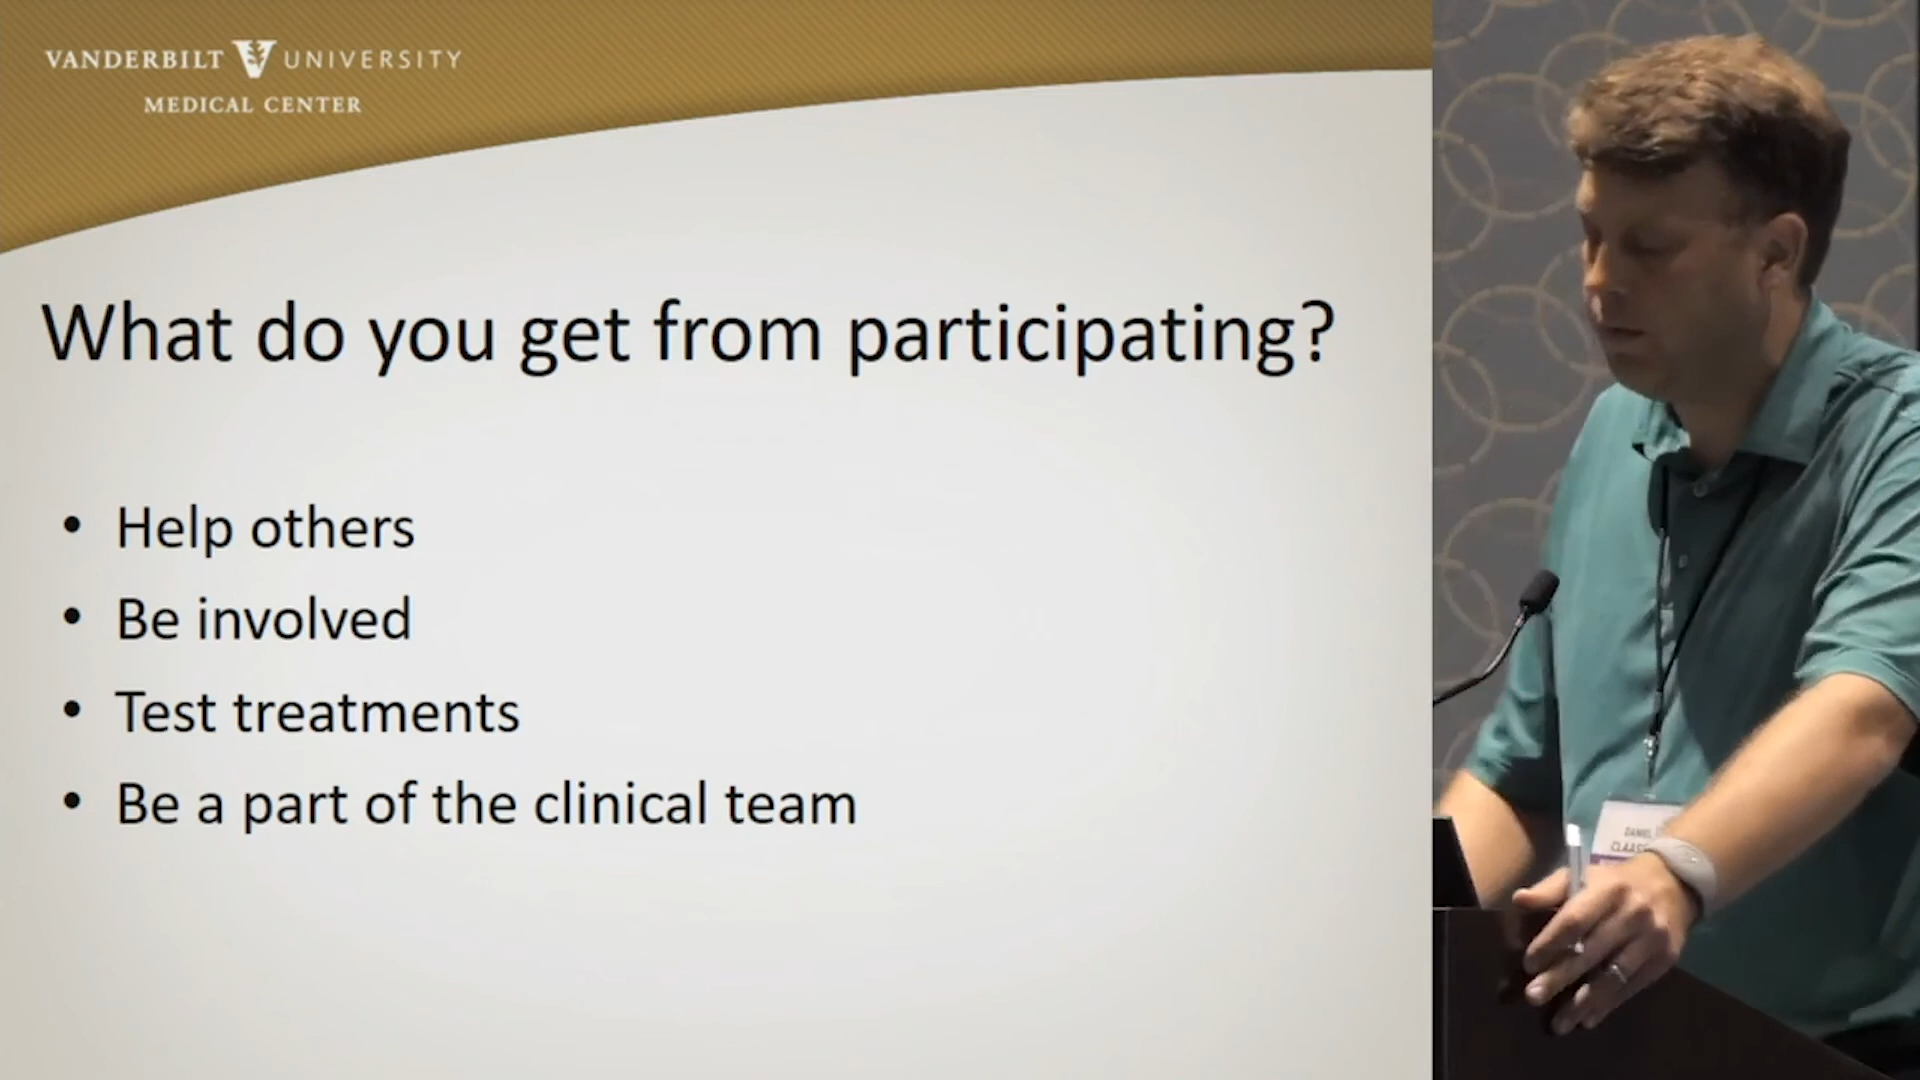 VANDERBILT V UNIVERSITY
MEDICAL CENTER
What do you get from participating?
• Help others
• Be involved
• Test treatments
• Be a part of the clinical team
DANIEL